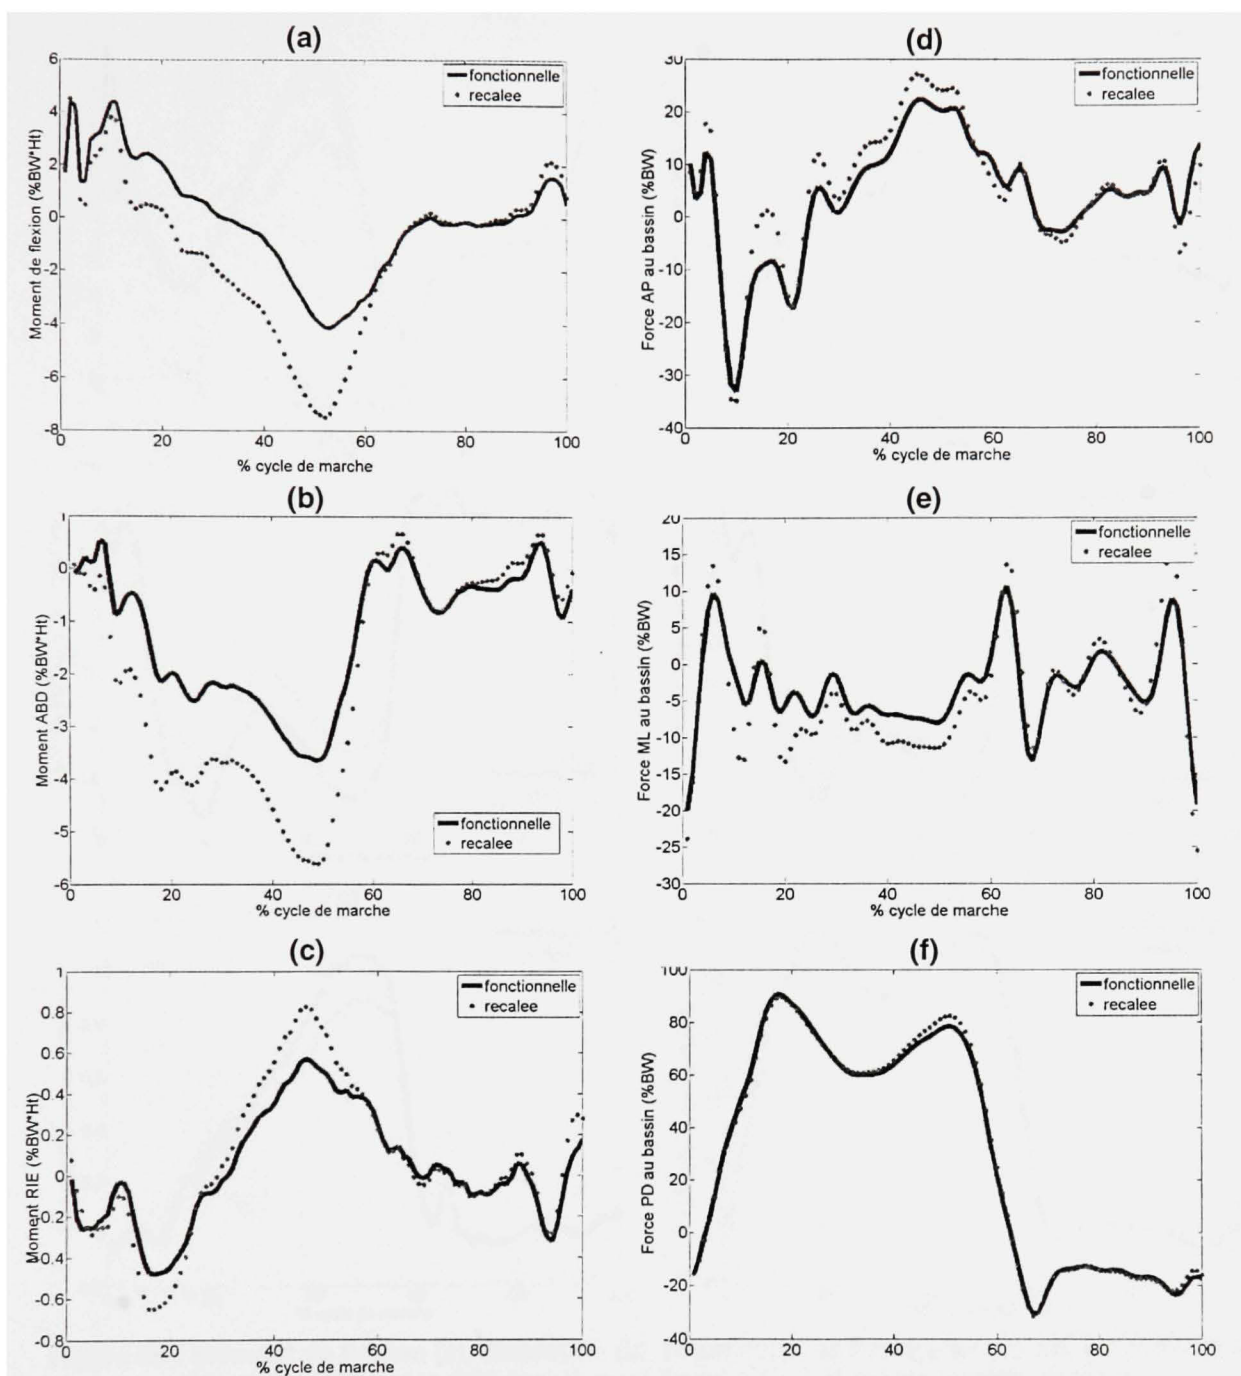 (a)
6
4
2
0
-2
-4
-6
-8
Moment de flexion (%BW*Ht)
fonctionnelle
recalee
0 20 40 60 80 100
% cycle de marche
(d)
30
20
10
0
-10
-20
-30
-40
Force AP au bassin (%BW)
fonctionnelle
recalee
0 20 40 60 80 100
% cycle de marche
(b)
1
0
-1
-2
-3
-4
-5
-6
Moment ABD (%BW*Ht)
fonctionnelle
recalee
0 20 40 60 80 100
% cycle de marche
(e)
20
15
10
5
0
-5
-10
-15
-20
-25
-30
Force ML au bassin (%BW)
fonctionnelle
recalee
0 20 40 60 80 100
% cycle de marche
(c)
1
0.8
0.6
0.4
0.2
0
-0.2
-0.4
-0.6
-0.8
Moment RIE (%BW*Ht)
fonctionnelle
recalee
0 20 40 60 80 100
% cycle de marche
(f)
100
80
60
40
20
0
-20
-40
Force PD au bassin (%BW)
fonctionnelle
recalee
0 20 40 60 80 100
% cycle de marche